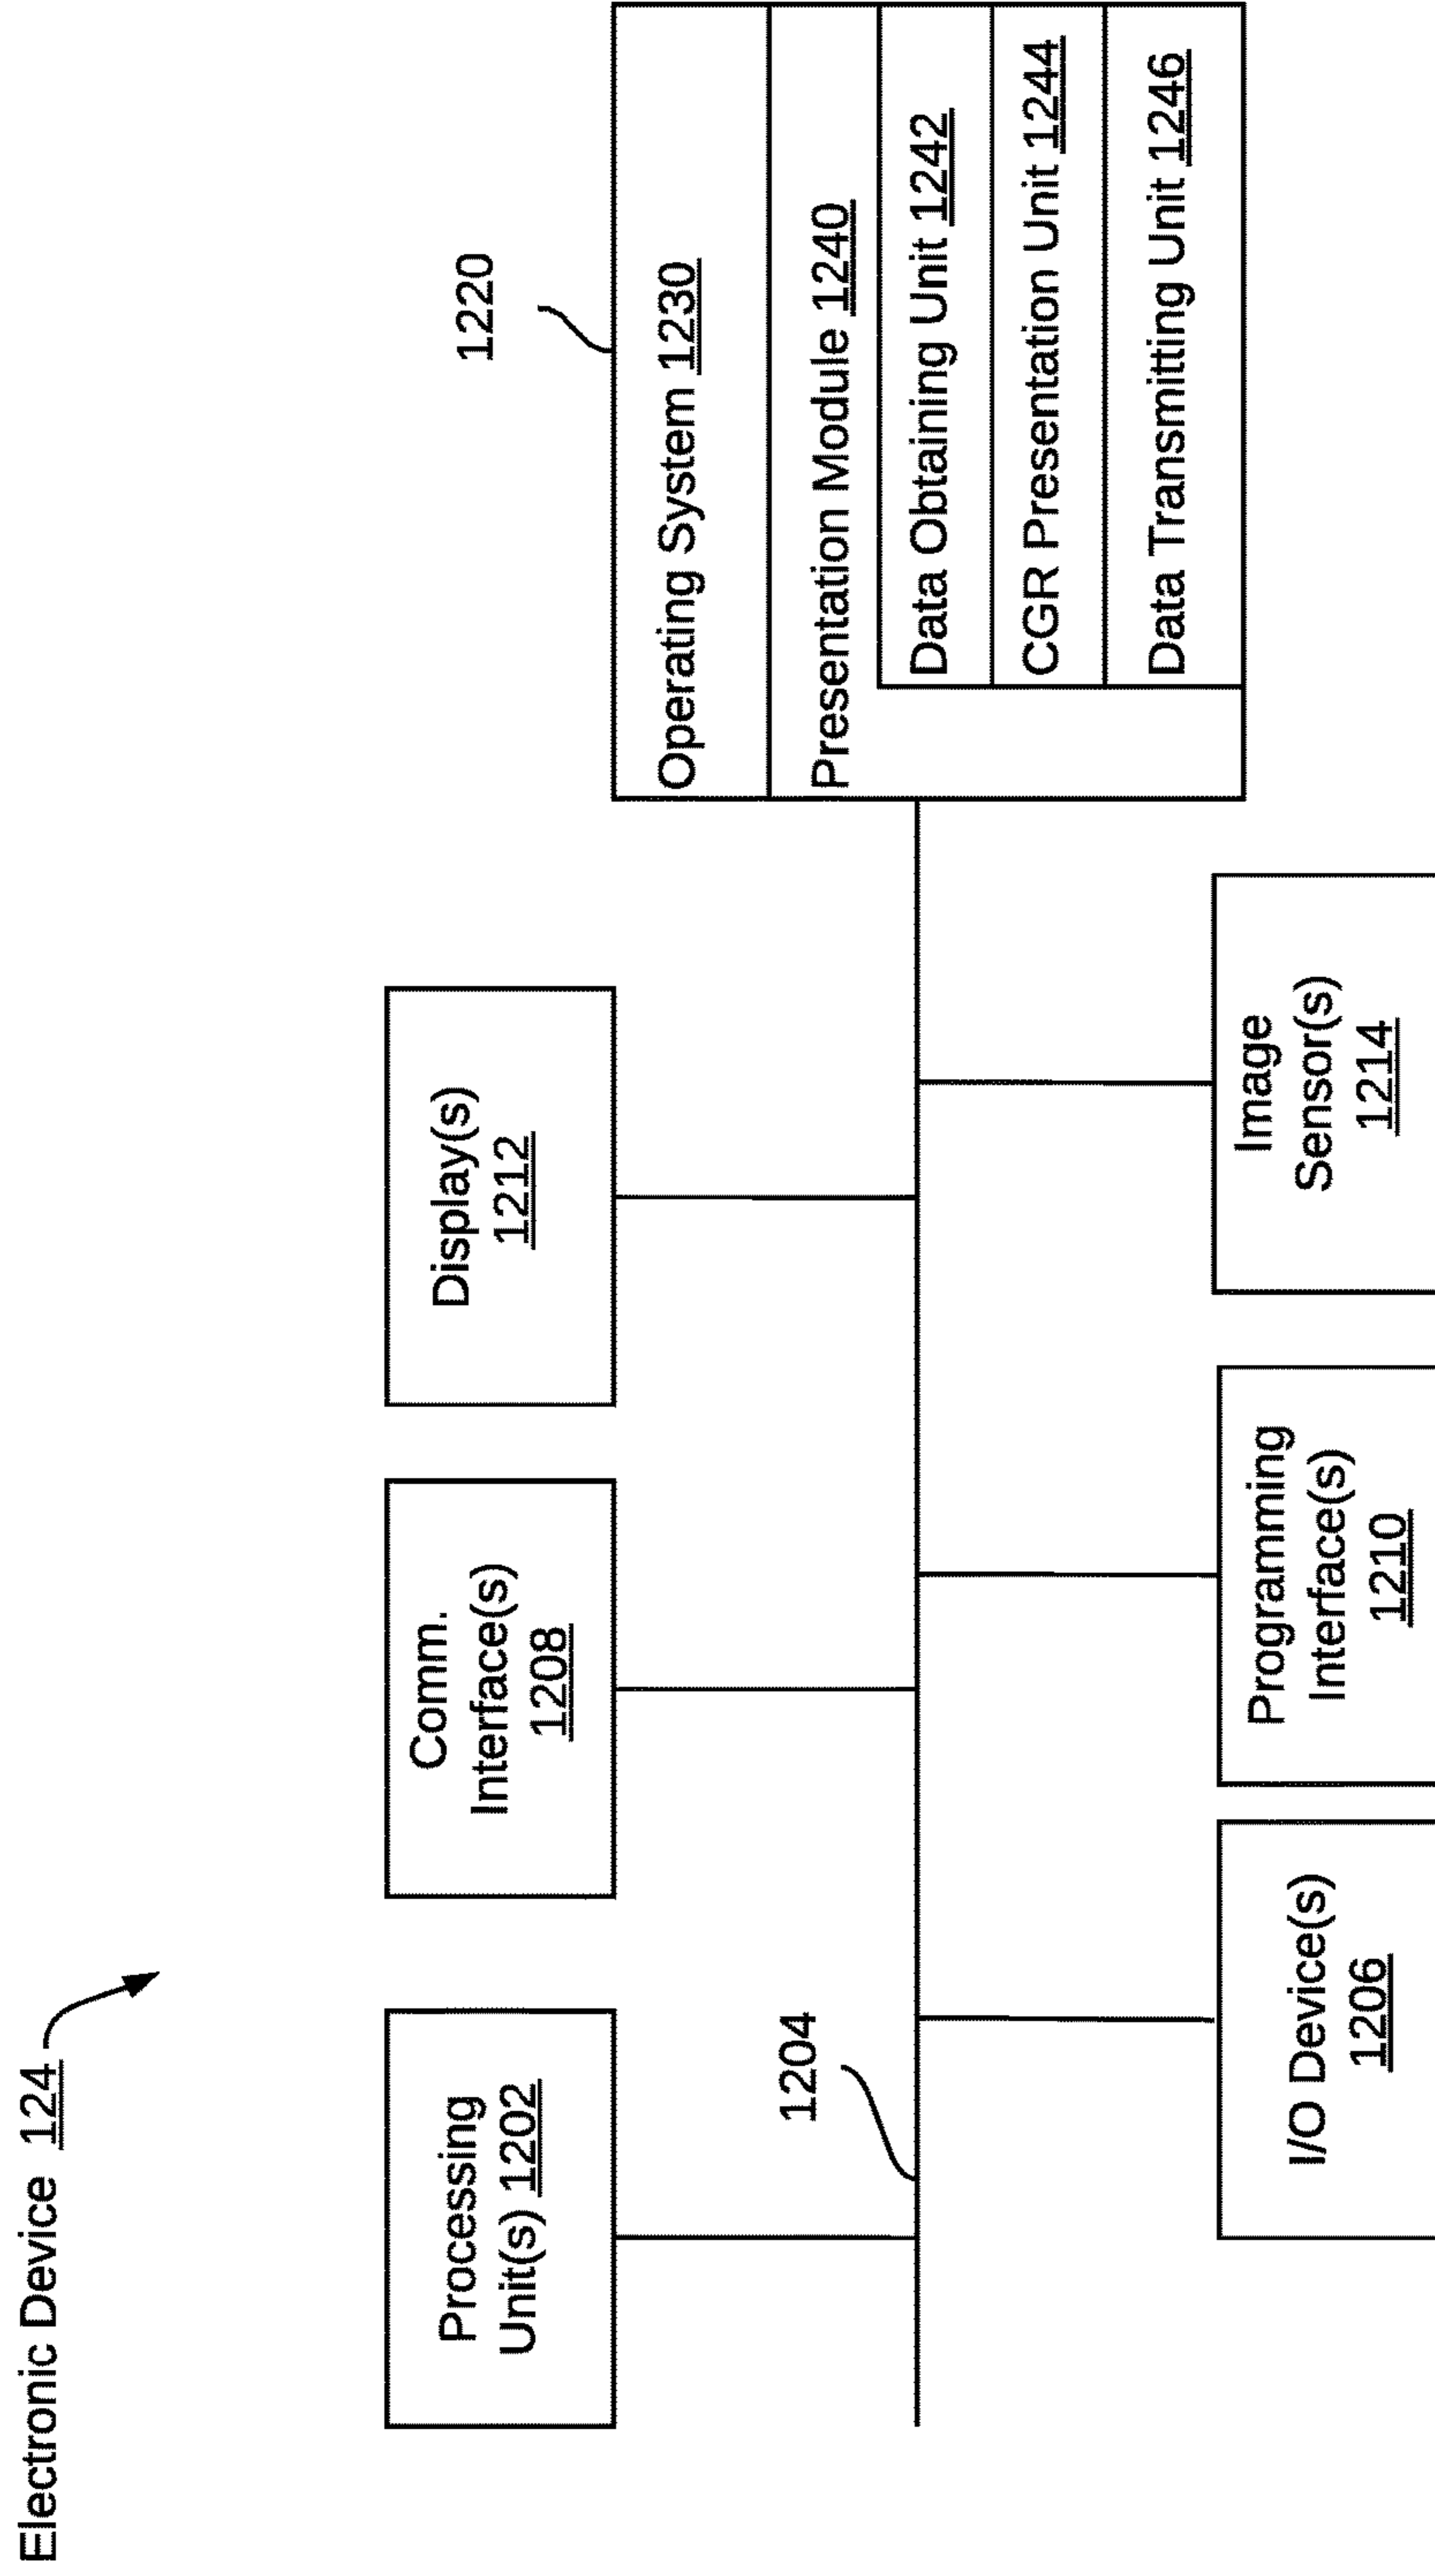 Electronic Device 124
Processing
Unit(s) 1202
Comm.
Interface(s)
1208
Display(s)
1212
1220
Operating System 1230
Presentation Module 1240
Data Obtaining Unit 1242
CGR Presentation Unit 1244
Data Transmitting Unit 1246
1204
I/O Device(s)
1206
Programming
Interface(s)
1210
Image
Sensor(s)
1214